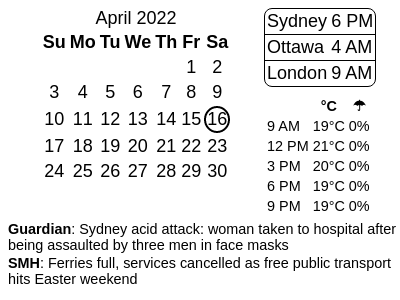 April 2022
Su Mo Tu We Th Fr Sa
1 2
3 4 5 6 7 8 9
10 11 12 13 14 15 16
17 18 19 20 21 22 23
24 25 26 27 28 29 30
Sydney 6 PM
Ottawa 4 AM
London 9 AM
°C ☂
9 AM 19°C 0%
12 PM 21°C 0%
3 PM 20°C 0%
6 PM 19°C 0%
9 PM 19°C 0%
Guardian: Sydney acid attack: woman taken to hospital after
being assaulted by three men in face masks
SMH: Ferries full, services cancelled as free public transport
hits Easter weekend